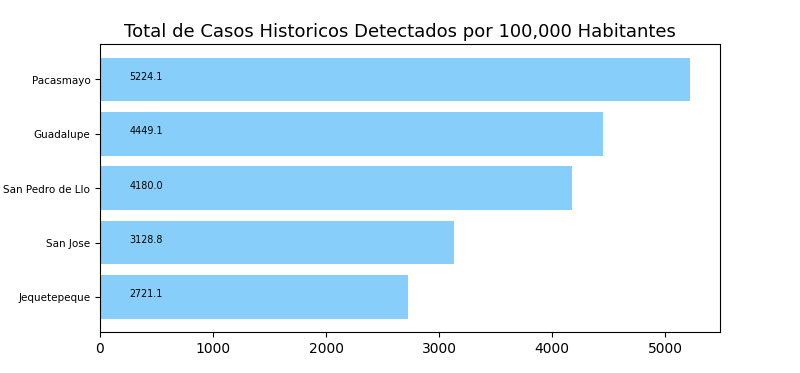 Total de Casos Historicos Detectados por 100,000 Habitantes
Pacasmayo 5224.1
Guadalupe 4449.1
San Pedro de Llo 4180.0
San Jose 3128.8
Jequetepeque 2721.1
0 1000 2000 3000 4000 5000